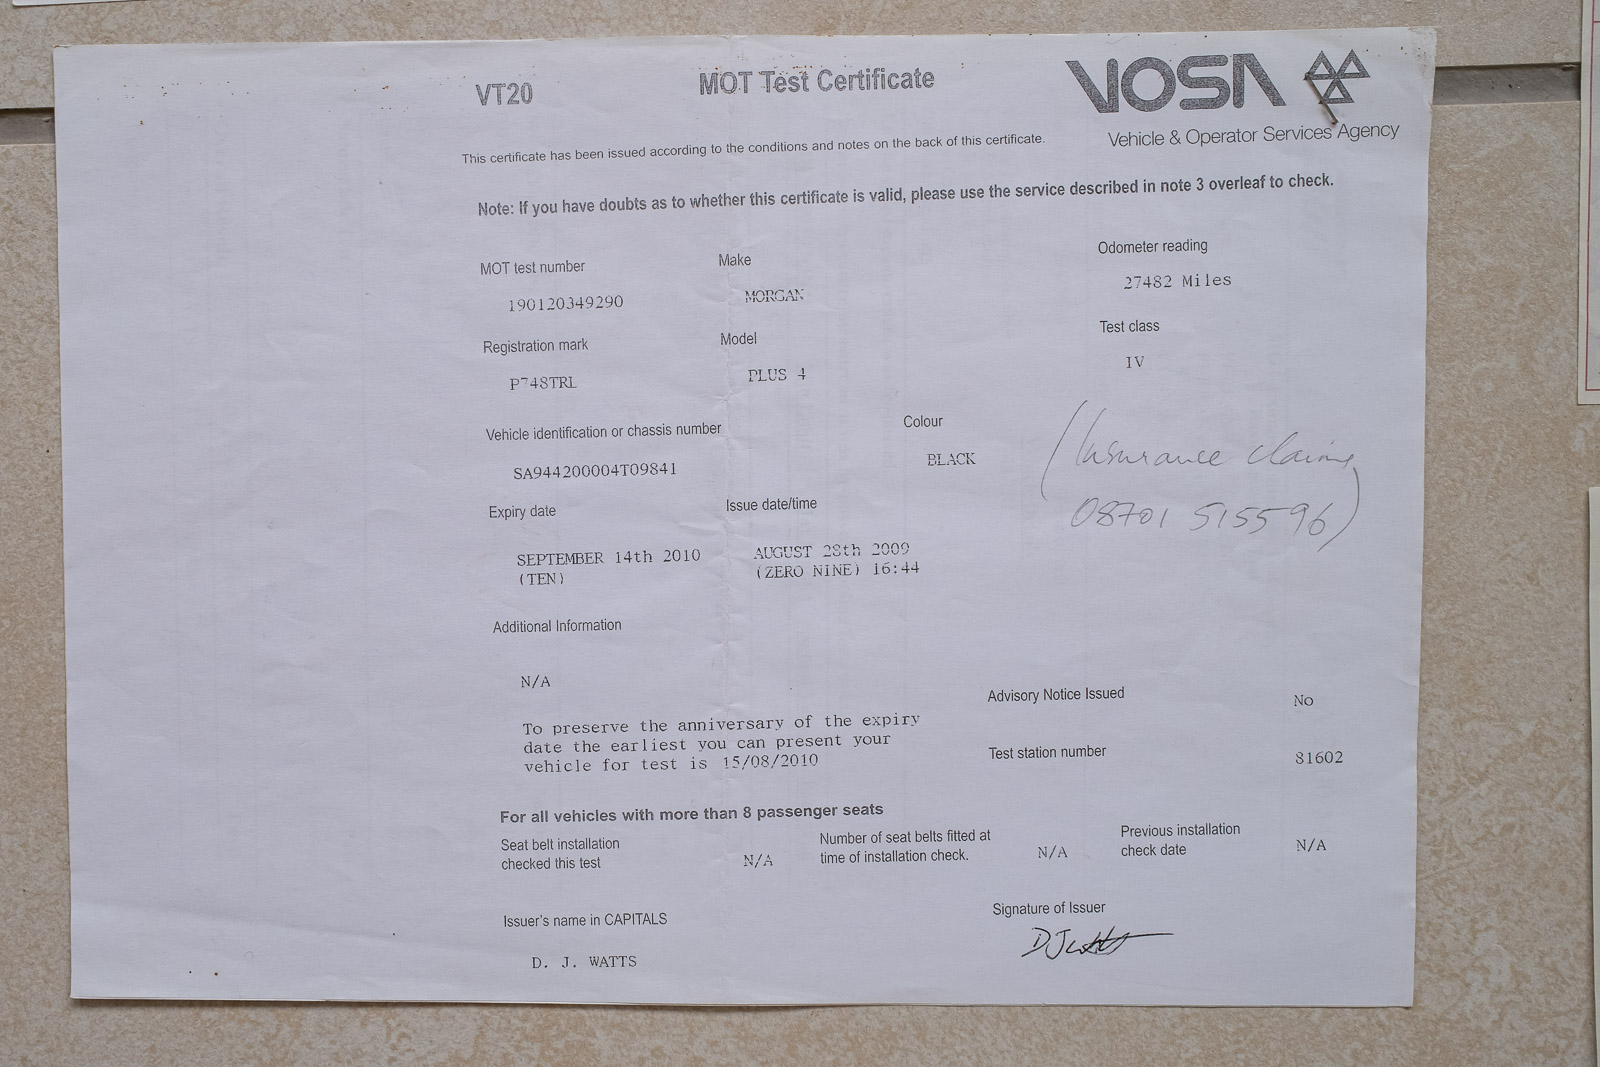 VT20
MOT Test Certificate
VOSA
Vehicle & Operator Services Agency
This certificate has been issued according to the conditions and notes on the back of this certificate.
Note: If you have doubts as to whether this certificate is valid, please use the service described in note 3 overleaf to check.
MOT test number
190120349290
Make
MORGAN
Odometer reading
27482 Miles
Registration mark
P748TRL
Model
PLUS 4
Test class
IV
Vehicle identification or chassis number
SA944200004T09841
Colour
BLACK
(Insurance claims
08701 515596)
Expiry date
SEPTEMBER 14th 2010
(TEN)
Issue date/time
AUGUST 28th 2009
(ZERO NINE) 16:44
Additional Information
N/A
To preserve the anniversary of the expiry
date the earliest you can present your
vehicle for test is 15/08/2010
Advisory Notice Issued
No
Test station number
81602
For all vehicles with more than 8 passenger seats
Seat belt installation
checked this test
N/A
Number of seat belts fitted at
time of installation check.
N/A
Previous installation
check date
N/A
Issuer's name in CAPITALS
D. J. WATTS
Signature of Issuer
DJWatts